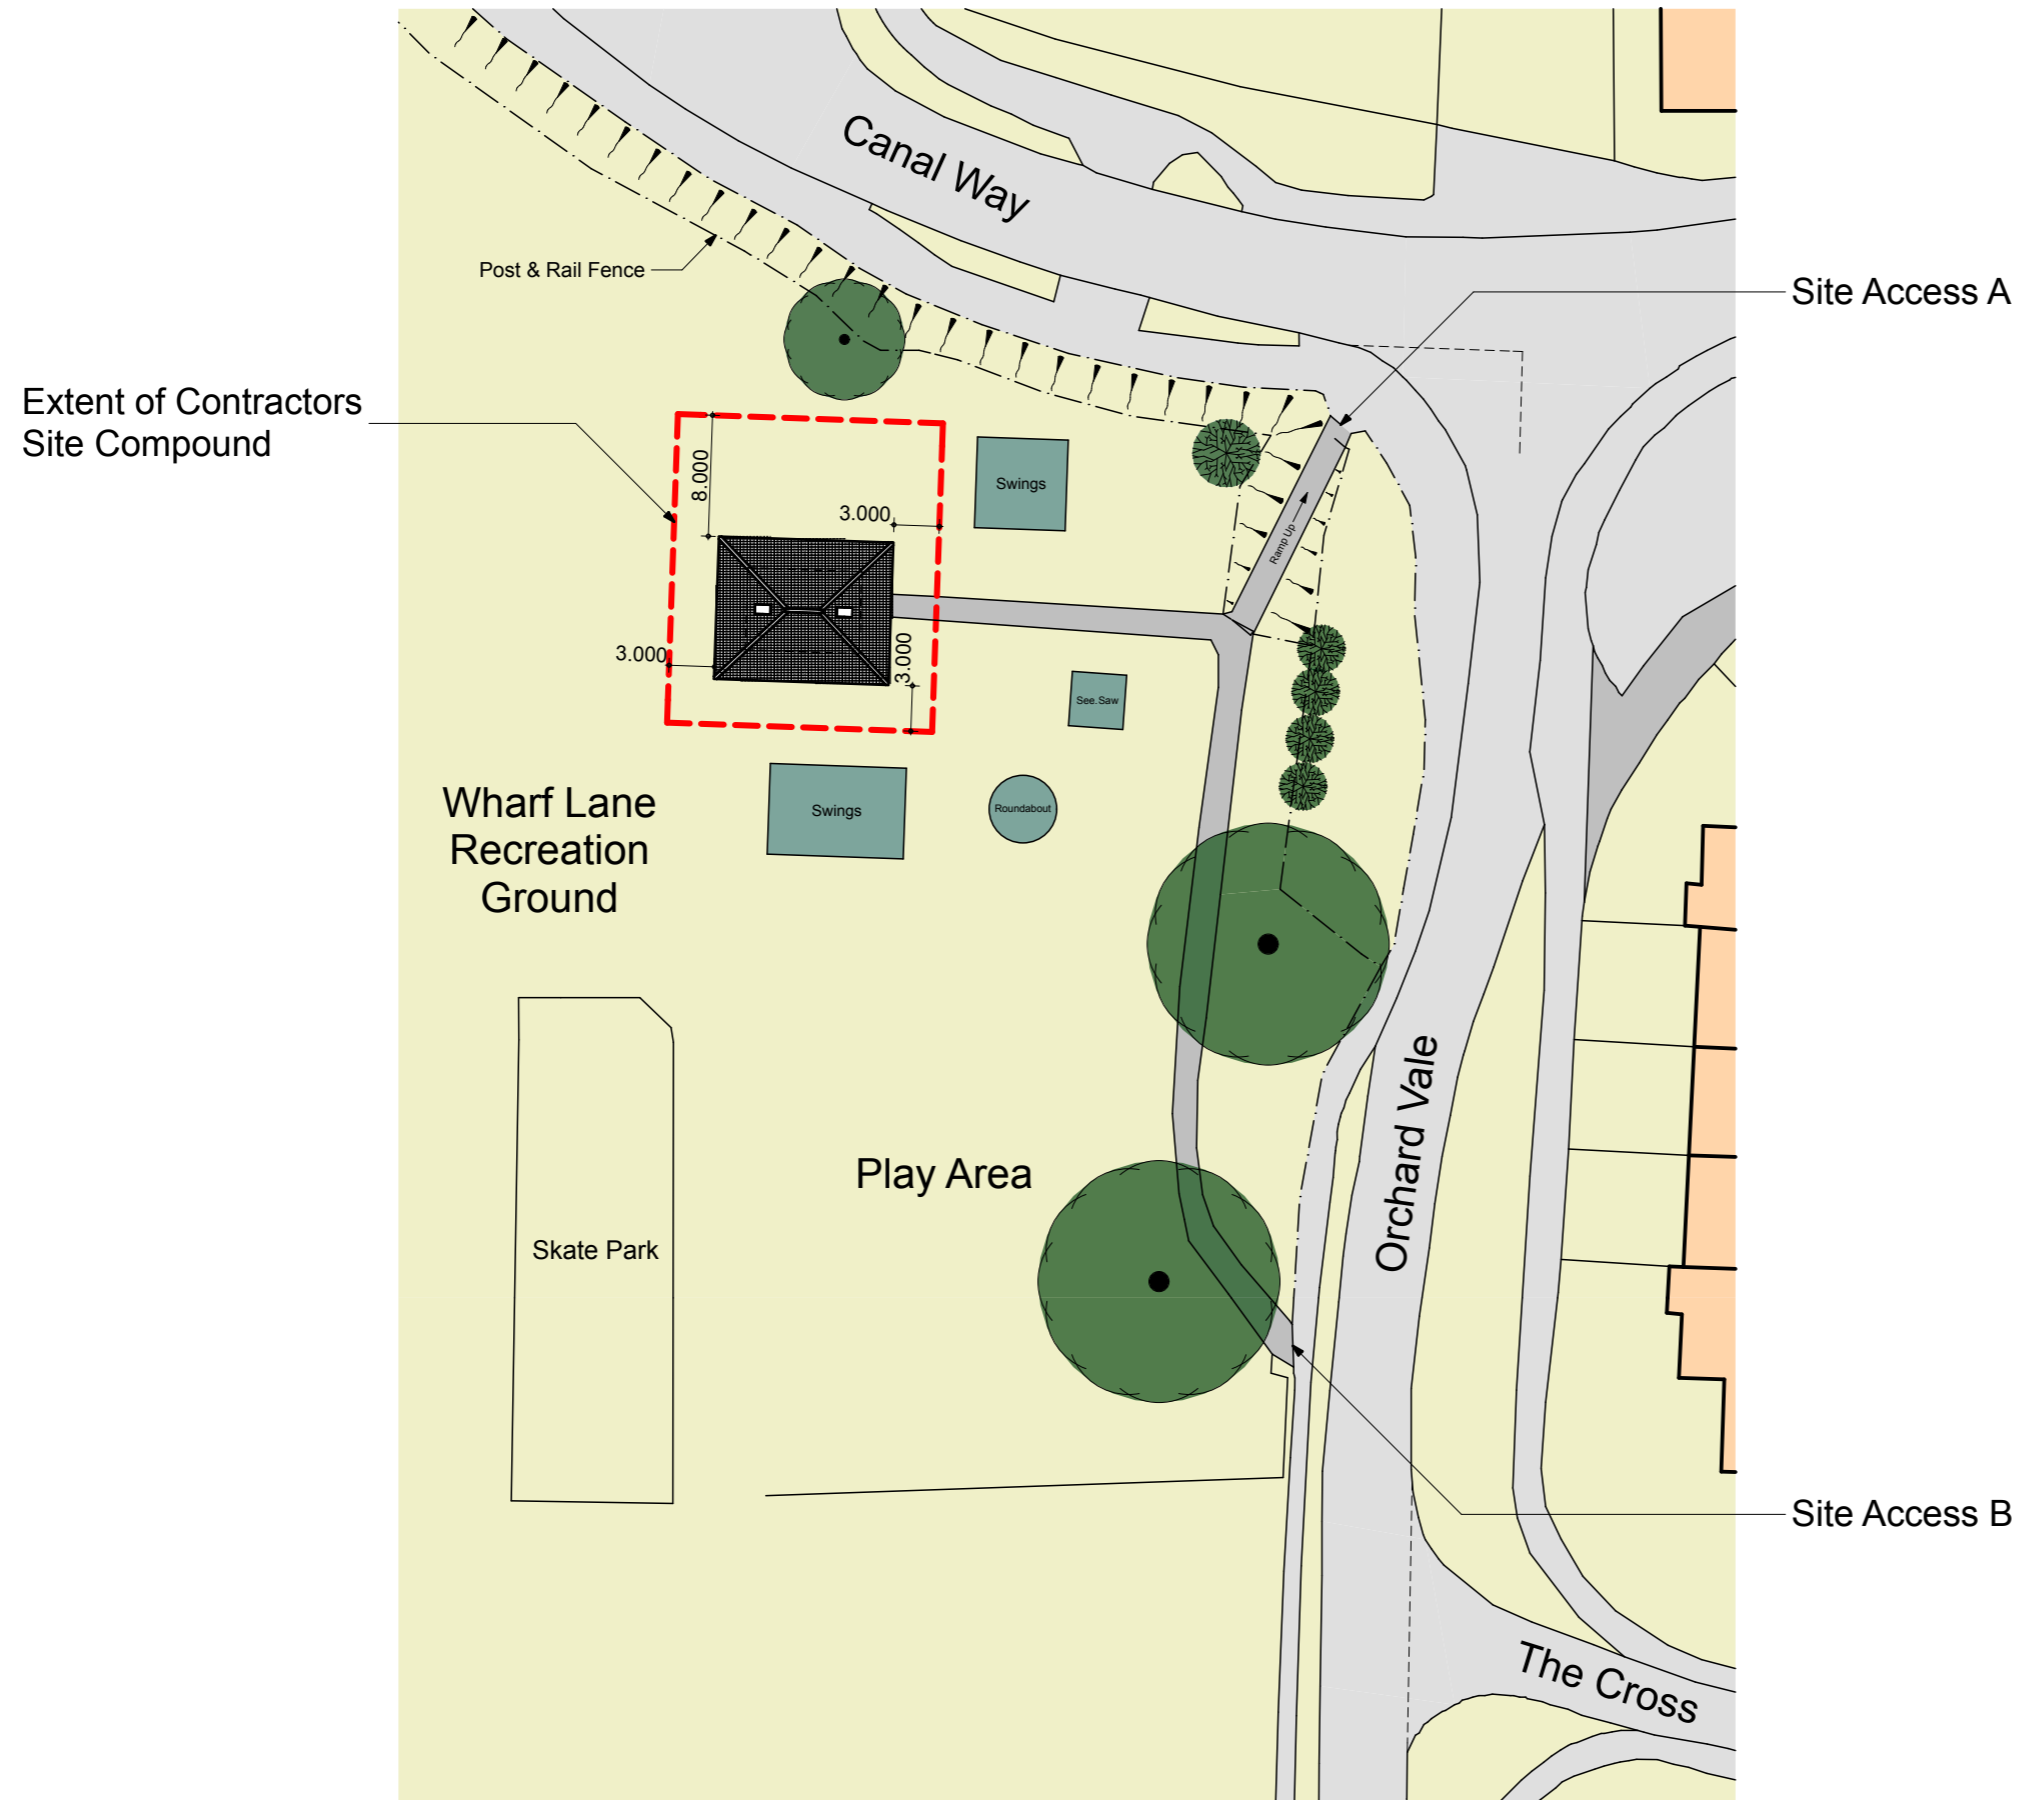 Canal Way
Post & Rail Fence
Site Access A
Extent of Contractors
Site Compound
8.000
3.000
Swings
Ramp Up
3.000
3.000
See.Saw
Wharf Lane
Recreation
Ground
Swings
Roundabout
Orchard Vale
Play Area
Skate Park
Site Access B
The Cross